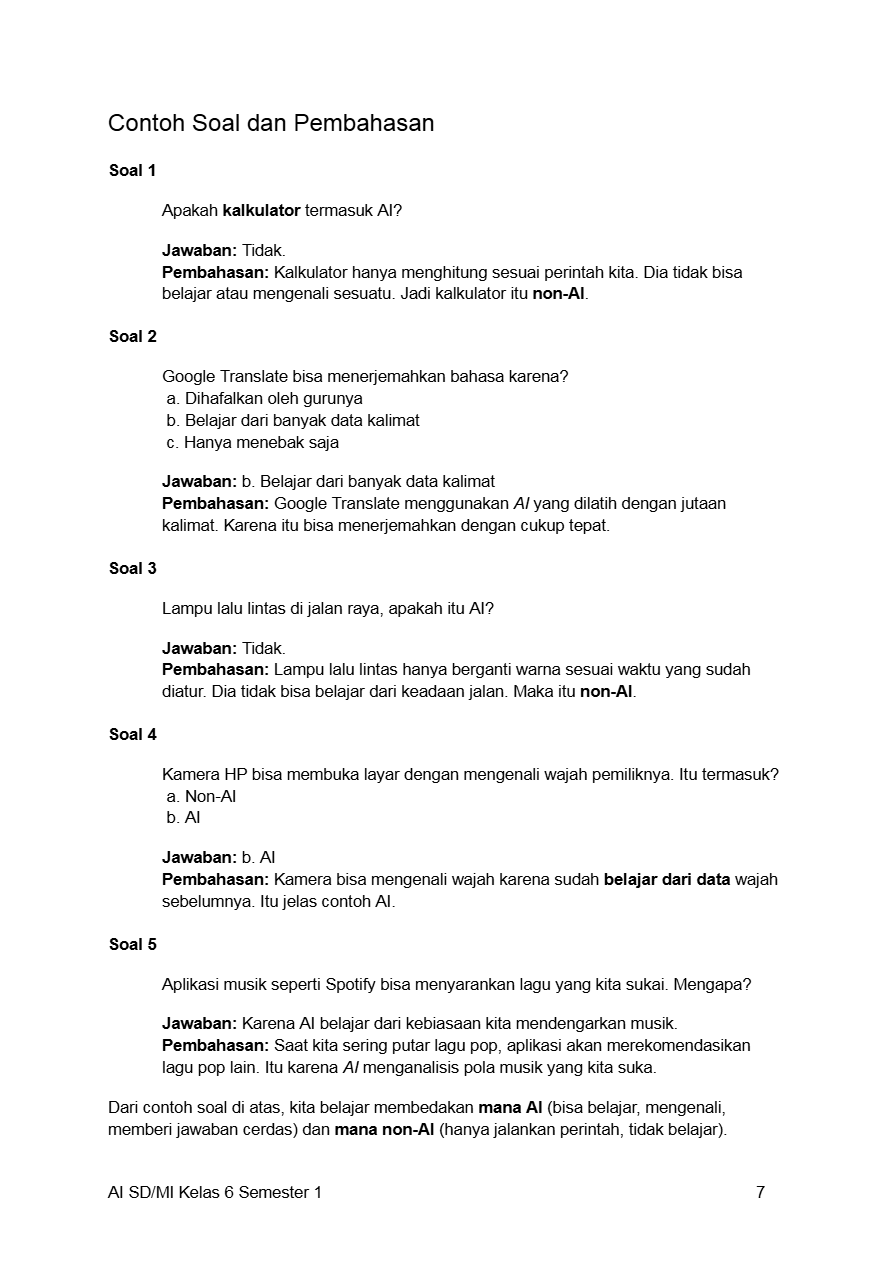 Contoh Soal dan Pembahasan
Soal 1
Apakah kalkulator termasuk AI?
Jawaban: Tidak.
Pembahasan: Kalkulator hanya menghitung sesuai perintah kita. Dia tidak bisa
belajar atau mengenali sesuatu. Jadi kalkulator itu non-AI.
Soal 2
Google Translate bisa menerjemahkan bahasa karena?
a. Dihafalkan oleh gurunya
b. Belajar dari banyak data kalimat
c. Hanya menebak saja
Jawaban: b. Belajar dari banyak data kalimat
Pembahasan: Google Translate menggunakan AI yang dilatih dengan jutaan
kalimat. Karena itu bisa menerjemahkan dengan cukup tepat.
Soal 3
Lampu lalu lintas di jalan raya, apakah itu AI?
Jawaban: Tidak.
Pembahasan: Lampu lalu lintas hanya berganti warna sesuai waktu yang sudah
diatur. Dia tidak bisa belajar dari keadaan jalan. Maka itu non-AI.
Soal 4
Kamera HP bisa membuka layar dengan mengenali wajah pemiliknya. Itu termasuk?
a. Non-AI
b. AI
Jawaban: b. AI
Pembahasan: Kamera bisa mengenali wajah karena sudah belajar dari data wajah
sebelumnya. Itu jelas contoh AI.
Soal 5
Aplikasi musik seperti Spotify bisa menyarankan lagu yang kita sukai. Mengapa?
Jawaban: Karena AI belajar dari kebiasaan kita mendengarkan musik.
Pembahasan: Saat kita sering putar lagu pop, aplikasi akan merekomendasikan
lagu pop lain. Itu karena AI menganalisis pola musik yang kita suka.
Dari contoh soal di atas, kita belajar membedakan mana AI (bisa belajar, mengenali,
memberi jawaban cerdas) dan mana non-AI (hanya jalankan perintah, tidak belajar).
AI SD/MI Kelas 6 Semester 1 7